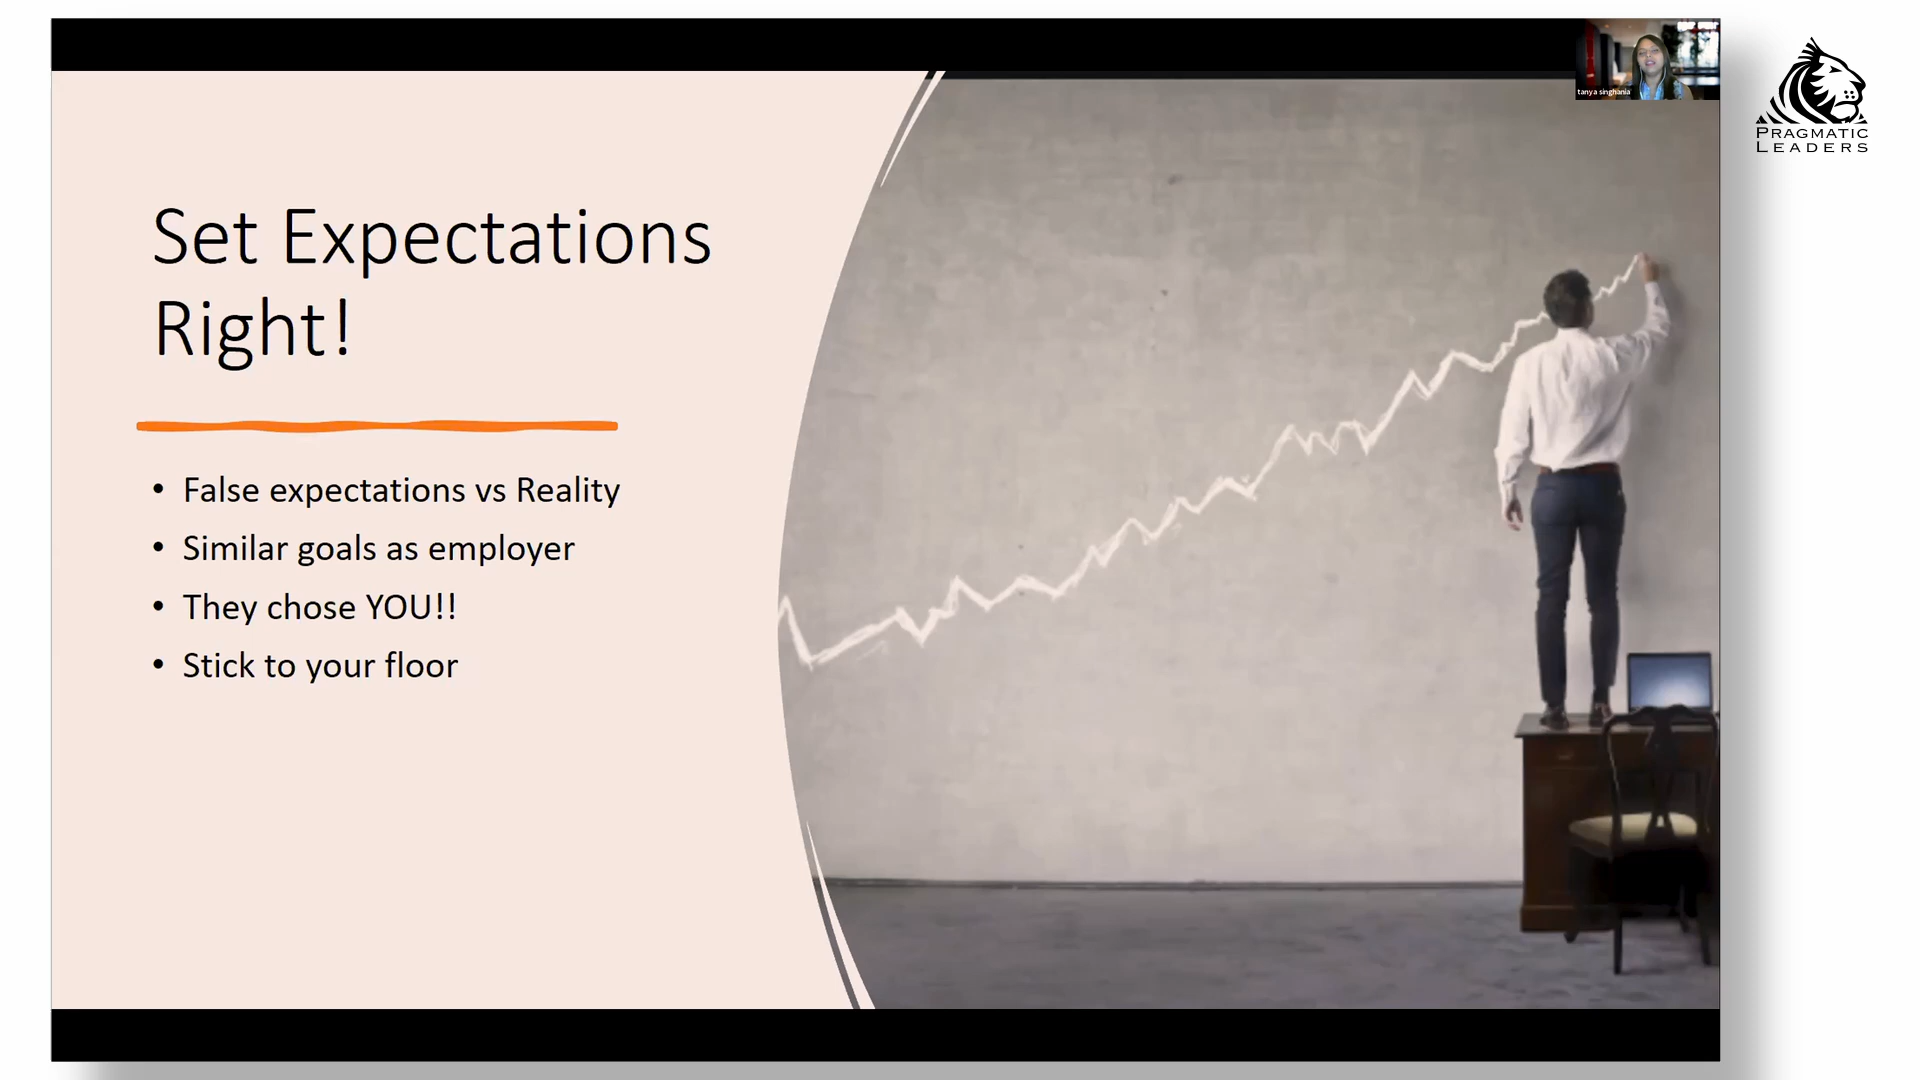 Set Expectations
Right!
• False expectations vs Reality
• Similar goals as employer
• They chose YOU!!
• Stick to your floor
tanya singhania
PRAGMATIC
LEADERS